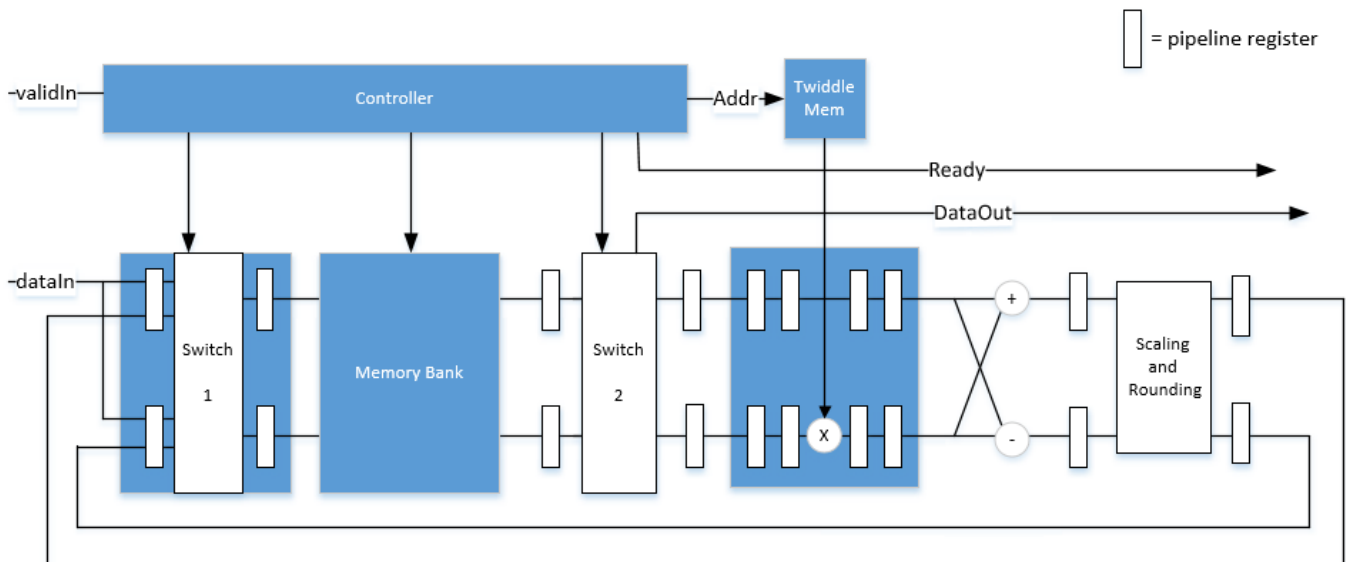 = pipeline register
validIn
Controller
Addr
Twiddle
Mem
Ready
DataOut
dataIn
Switch
1
Memory Bank
Switch
2
X
+
-
Scaling
and
Rounding